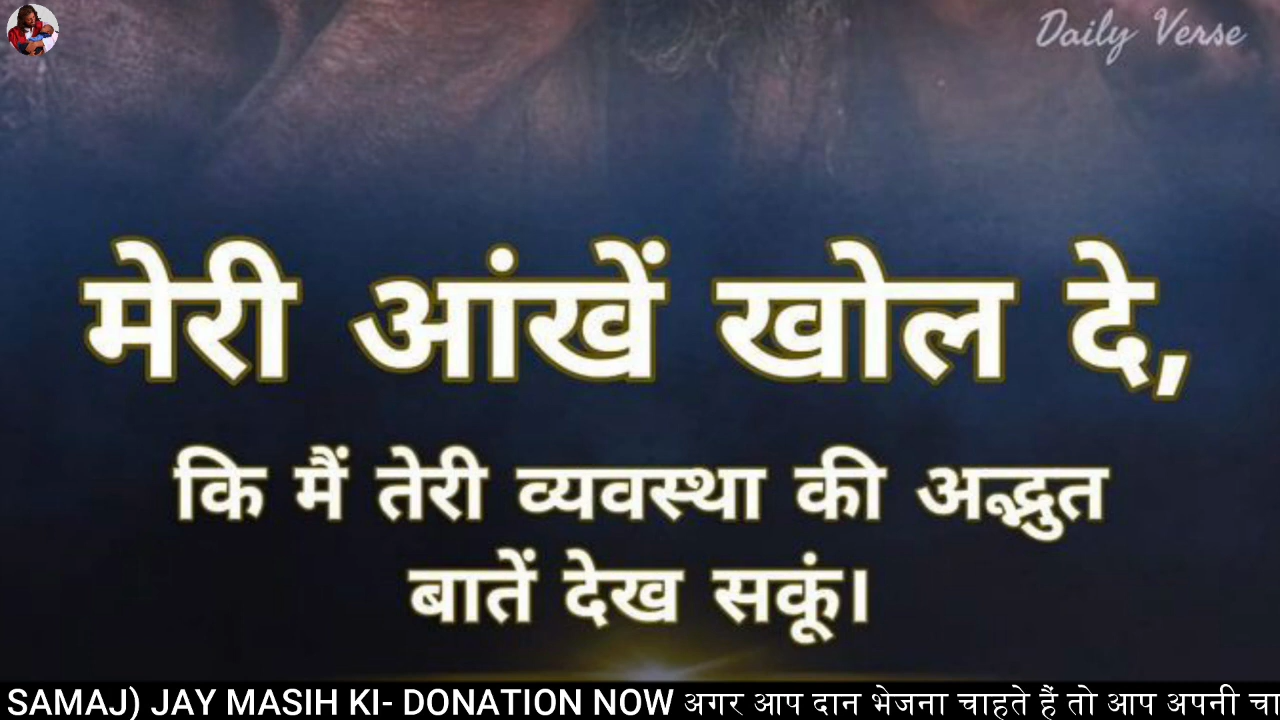 Daily Verse
मेरी आंखें खोल दे,
कि मैं तेरी व्यवस्था की अद्भुत
बातें देख सकूं।
SAMAJ) JAY MASIH KI- DONATION NOW अगर आप दान भेजना चाहते हैं तो आप अपनी चा